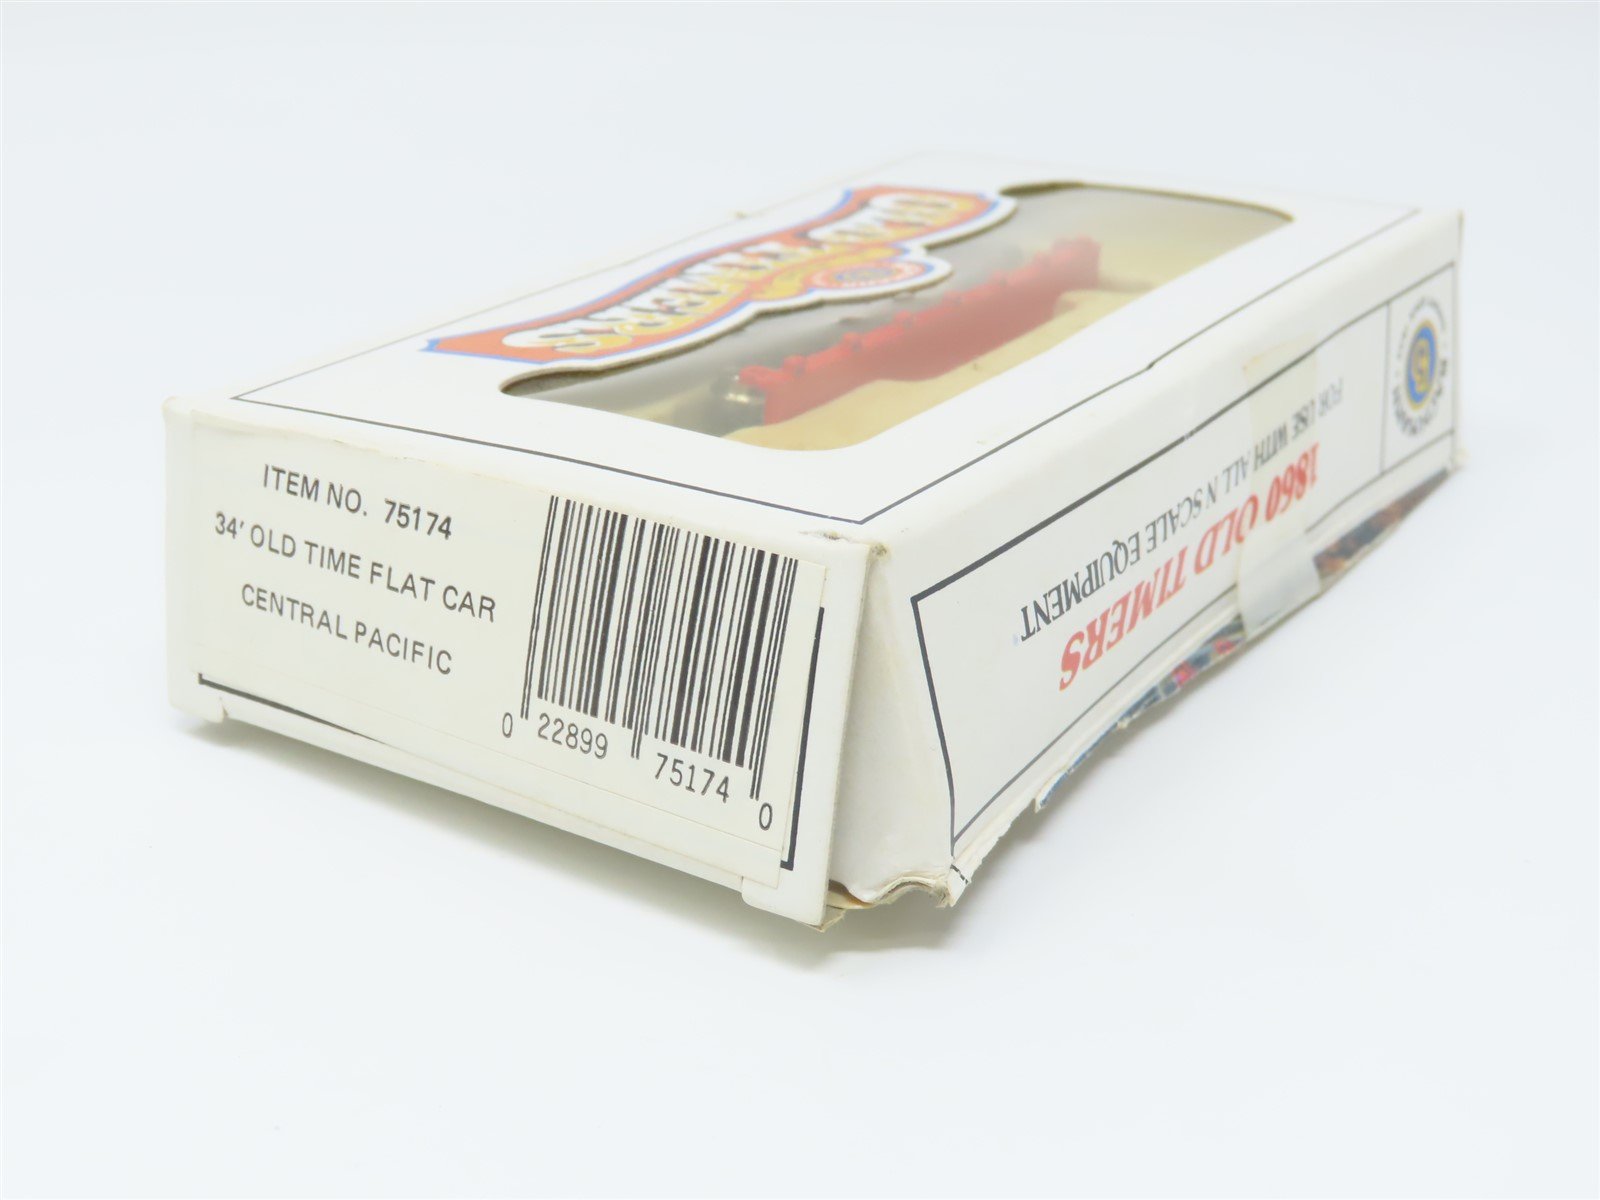 OLD TIMERS
ITEM NO. 75174
34' OLD TIME FLAT CAR
CENTRAL PACIFIC
0 22899 75174 0
1860 OLD TIMERS
FOR USE WITH ALL N SCALE EQUIPMENT
BACHMANN